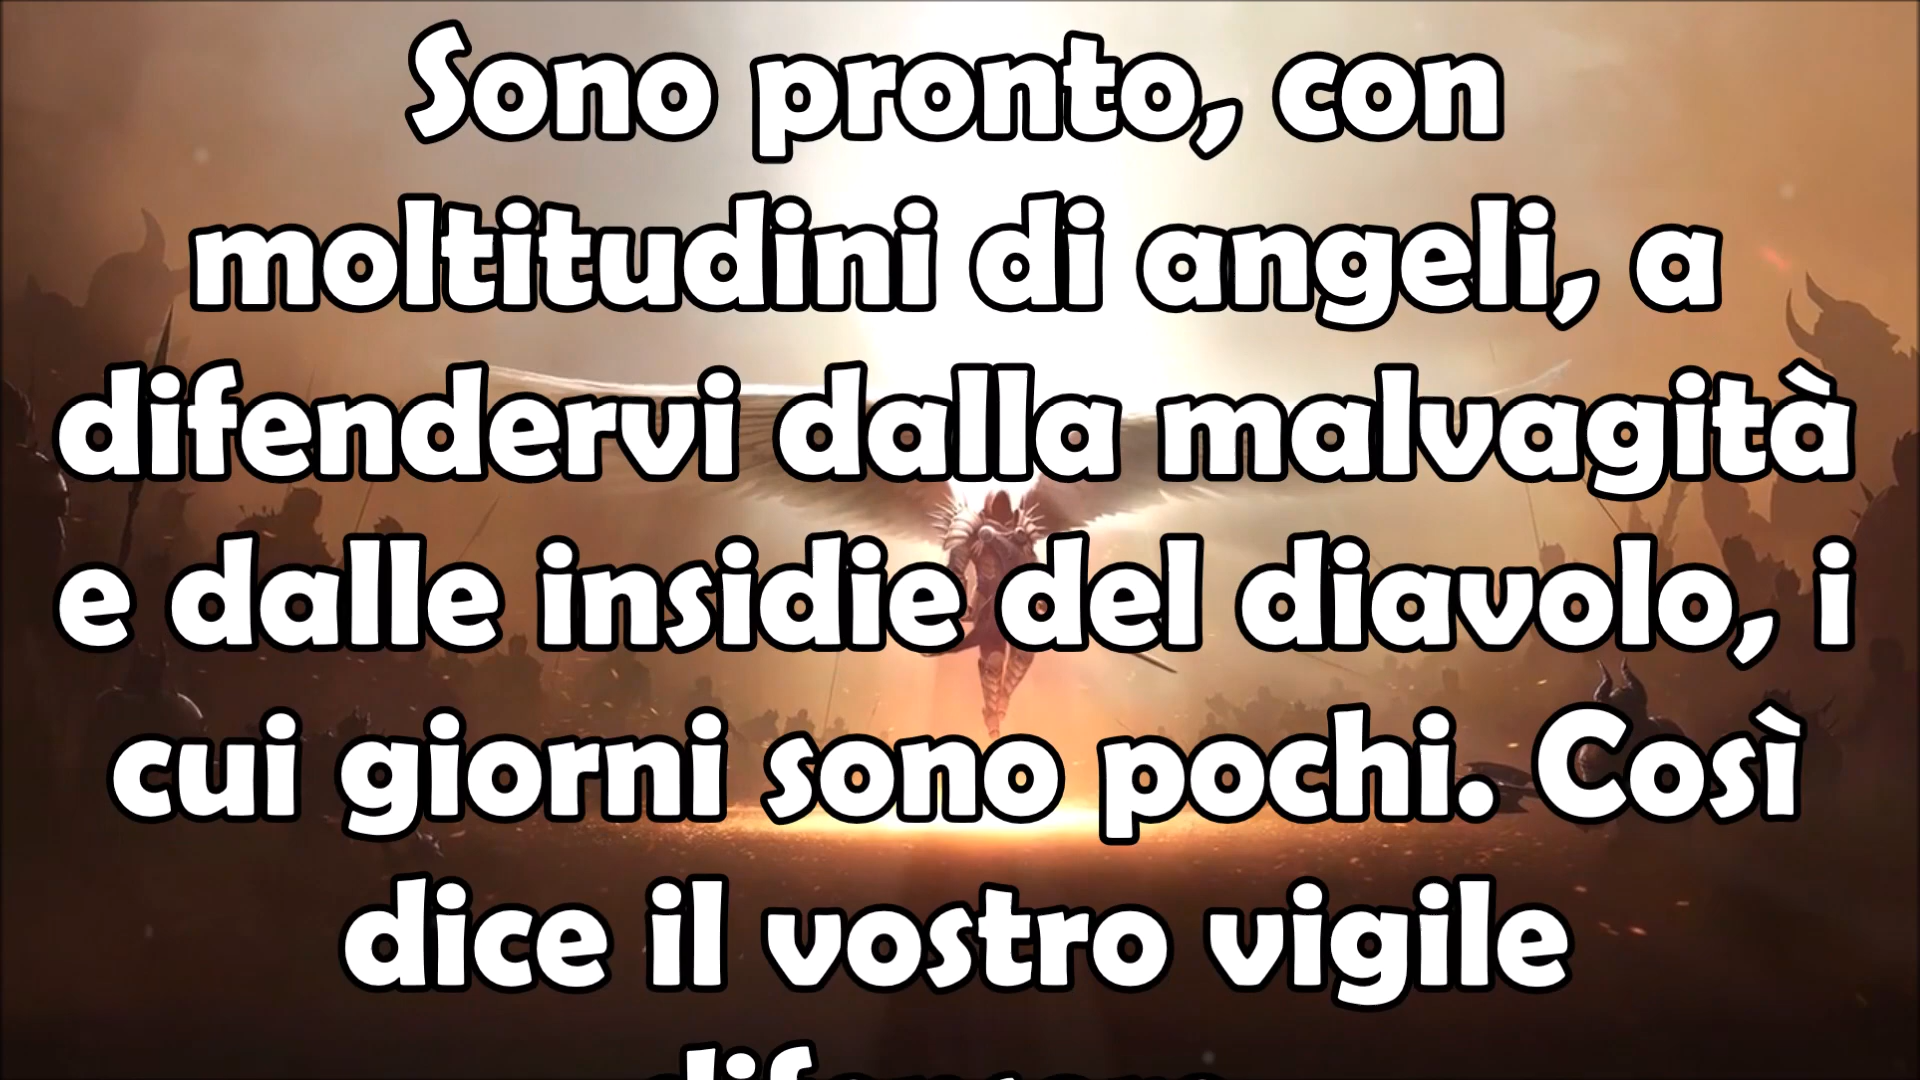 Sono pronto, con
moltitudini di angeli, a
difendervi dalla malvagità
e dalle insidie del diavolo, i
cui giorni sono pochi. Così
dice il vostro vigile